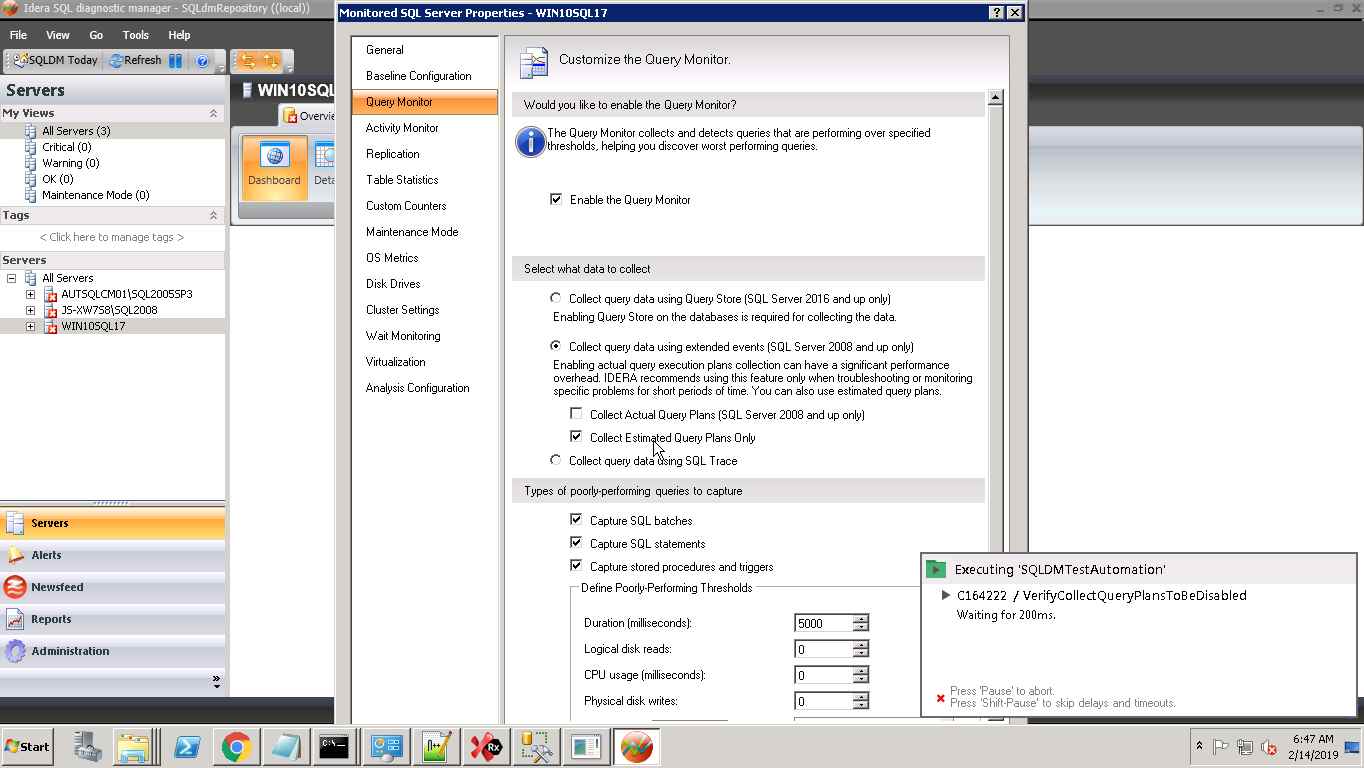 Idera SQL diagnostic manager - SQLdmRepository ((local))
File View Go Tools Help
SQLDM Today Refresh
Servers
My Views
All Servers (3)
Critical (0)
Warning (0)
OK (0)
Maintenance Mode (0)
Tags
< Click here to manage tags >
Servers
All Servers
AUTSQLCM01\SQL2005SP3
JS-XW7S8\SQL2008
WIN10SQL17
Servers
Alerts
Newsfeed
Reports
Administration
WIN10SQL
Overvie
Dashboard
Deta
Monitored SQL Server Properties - WIN10SQL17
General
Baseline Configuration
Query Monitor
Activity Monitor
Replication
Table Statistics
Custom Counters
Maintenance Mode
OS Metrics
Disk Drives
Cluster Settings
Wait Monitoring
Virtualization
Analysis Configuration
Customize the Query Monitor.
Would you like to enable the Query Monitor?
The Query Monitor collects and detects queries that are performing over specified
thresholds, helping you discover worst performing queries.
Enable the Query Monitor
Select what data to collect
Collect query data using Query Store (SQL Server 2016 and up only)
Enabling Query Store on the databases is required for collecting the data.
Collect query data using extended events (SQL Server 2008 and up only)
Enabling actual query execution plans collection can have a significant performance
overhead. IDERA recommends using this feature only when troubleshooting or monitoring
specific problems for short periods of time. You can also use estimated query plans.
Collect Actual Query Plans (SQL Server 2008 and up only)
Collect Estimated Query Plans Only
Collect query data using SQL Trace
Types of poorly-performing queries to capture
Capture SQL batches
Capture SQL statements
Capture stored procedures and triggers
Define Poorly-Performing Thresholds
Duration (milliseconds): 5000
Logical disk reads: 0
CPU usage (milliseconds): 0
Physical disk writes: 0
Executing 'SQLDMTestAutomation'
C164222 / VerifyCollectQueryPlansToBeDisabled
Waiting for 200ms.
Press 'Pause' to abort.
Press 'Shift-Pause' to skip delays and timeouts.
Start
C:\
Rx
6:47 AM
2/14/2019